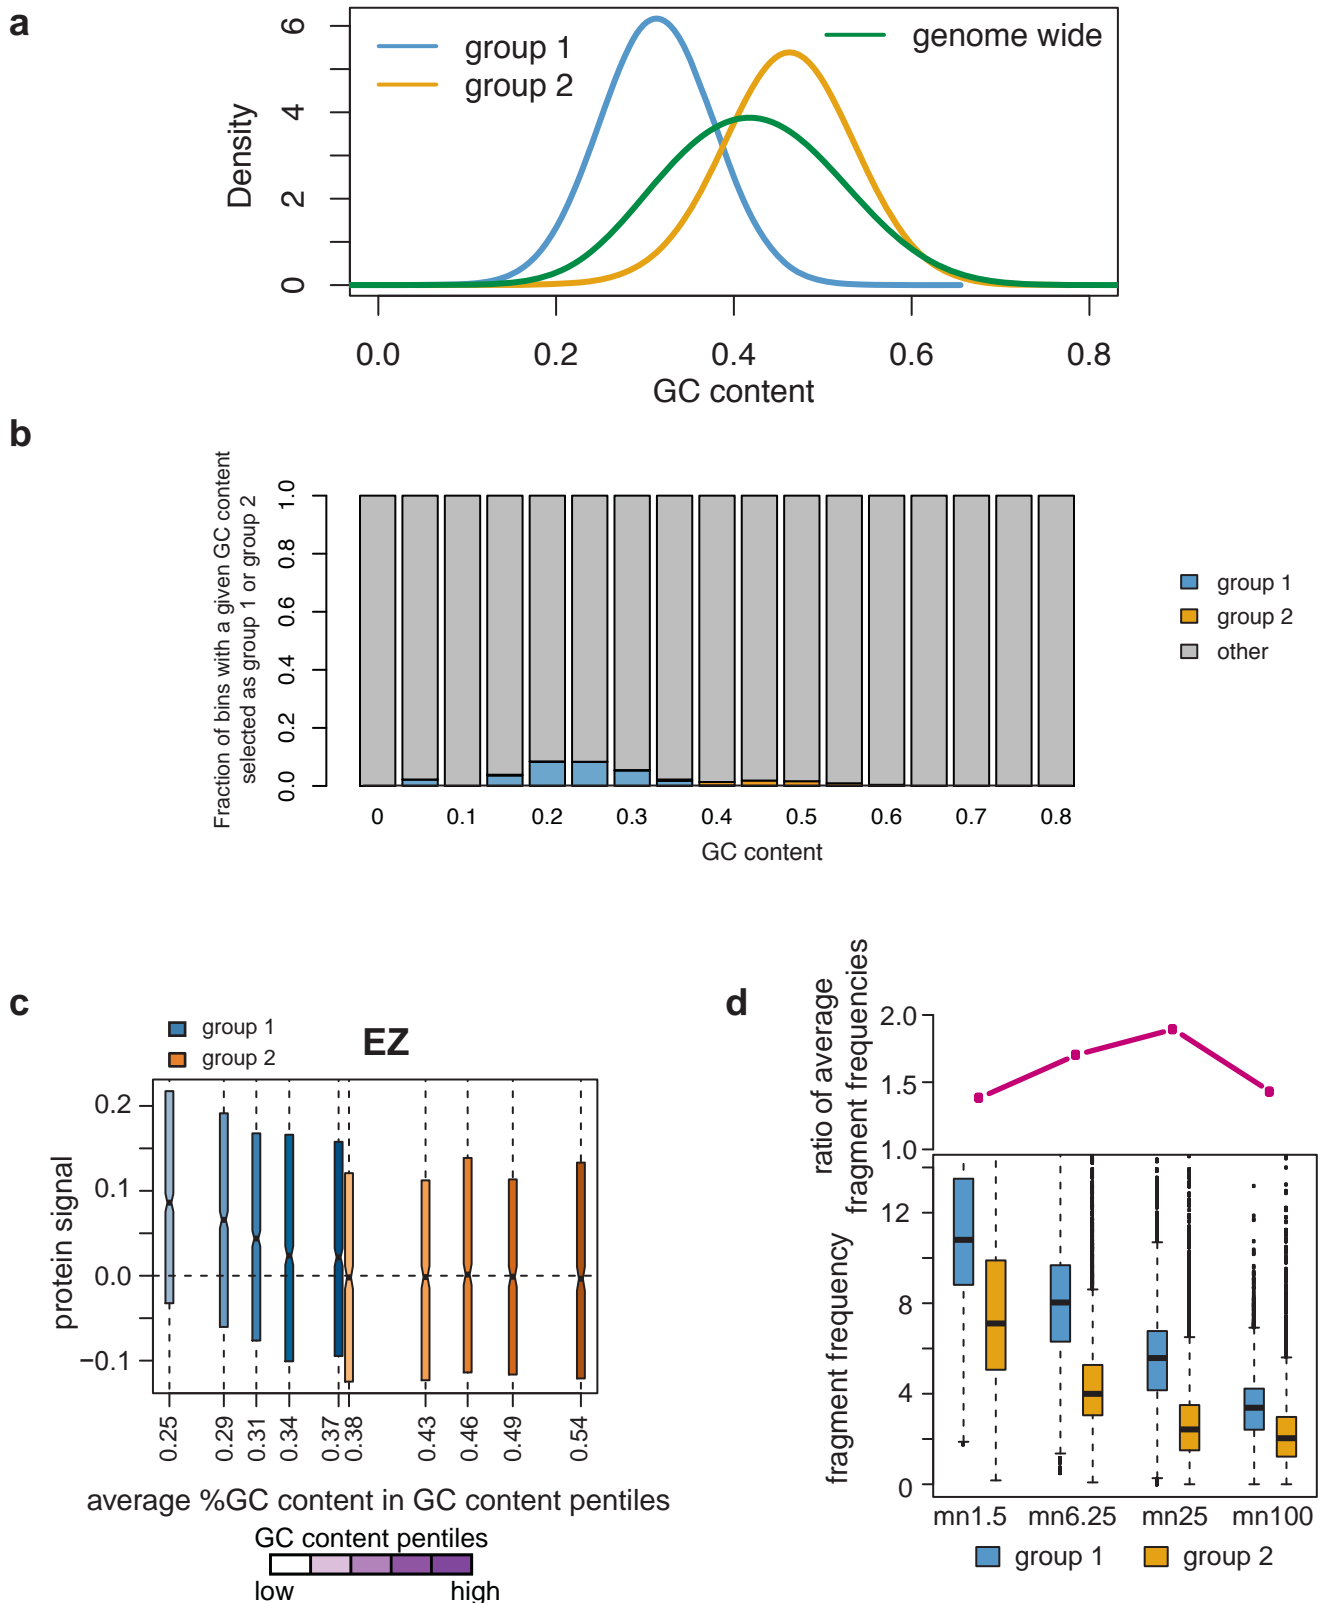 a
group 1
group 2
genome wide
Density
0
2
4
6
0.0 0.2 0.4 0.6 0.8
GC content
b
Fraction of bins with a given GC content
selected as group 1 or group 2
0.0 0.2 0.4 0.6 0.8 1.0
0 0.1 0.2 0.3 0.4 0.5 0.6 0.7 0.8
GC content
group 1
group 2
other
c
group 1
group 2
EZ
protein signal
0.2
0.1
0.0
−0.1
0.25 0.29 0.31 0.34 0.37 0.38 0.43 0.46 0.49 0.54
average %GC content in GC content pentiles
GC content pentiles
low high
d
ratio of average
fragment frequencies
2.0
1.5
1.0
fragment frequency
12
8
4
0
mn1.5 mn6.25 mn25 mn100
group 1 group 2